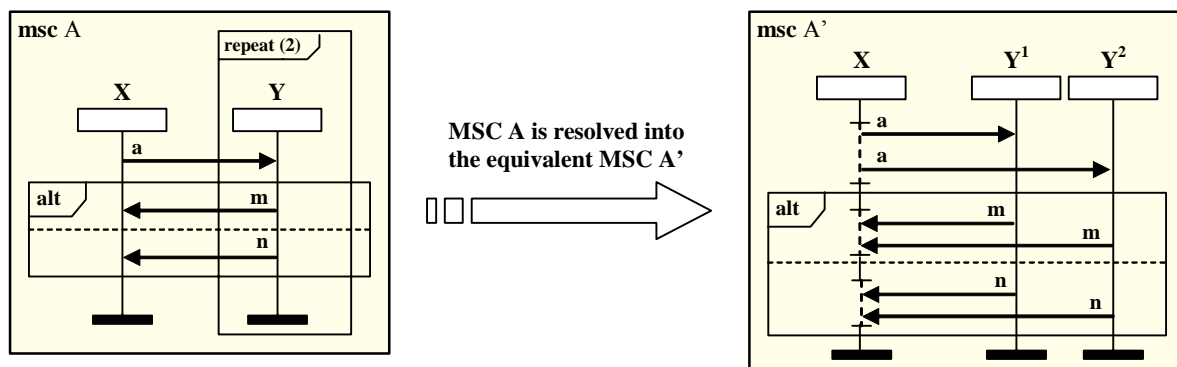 msc A
repeat (2)
X
Y
a
alt
m
n
MSC A is resolved into
the equivalent MSC A’
msc A’
X
Y1
Y2
a
a
alt
m
m
n
n